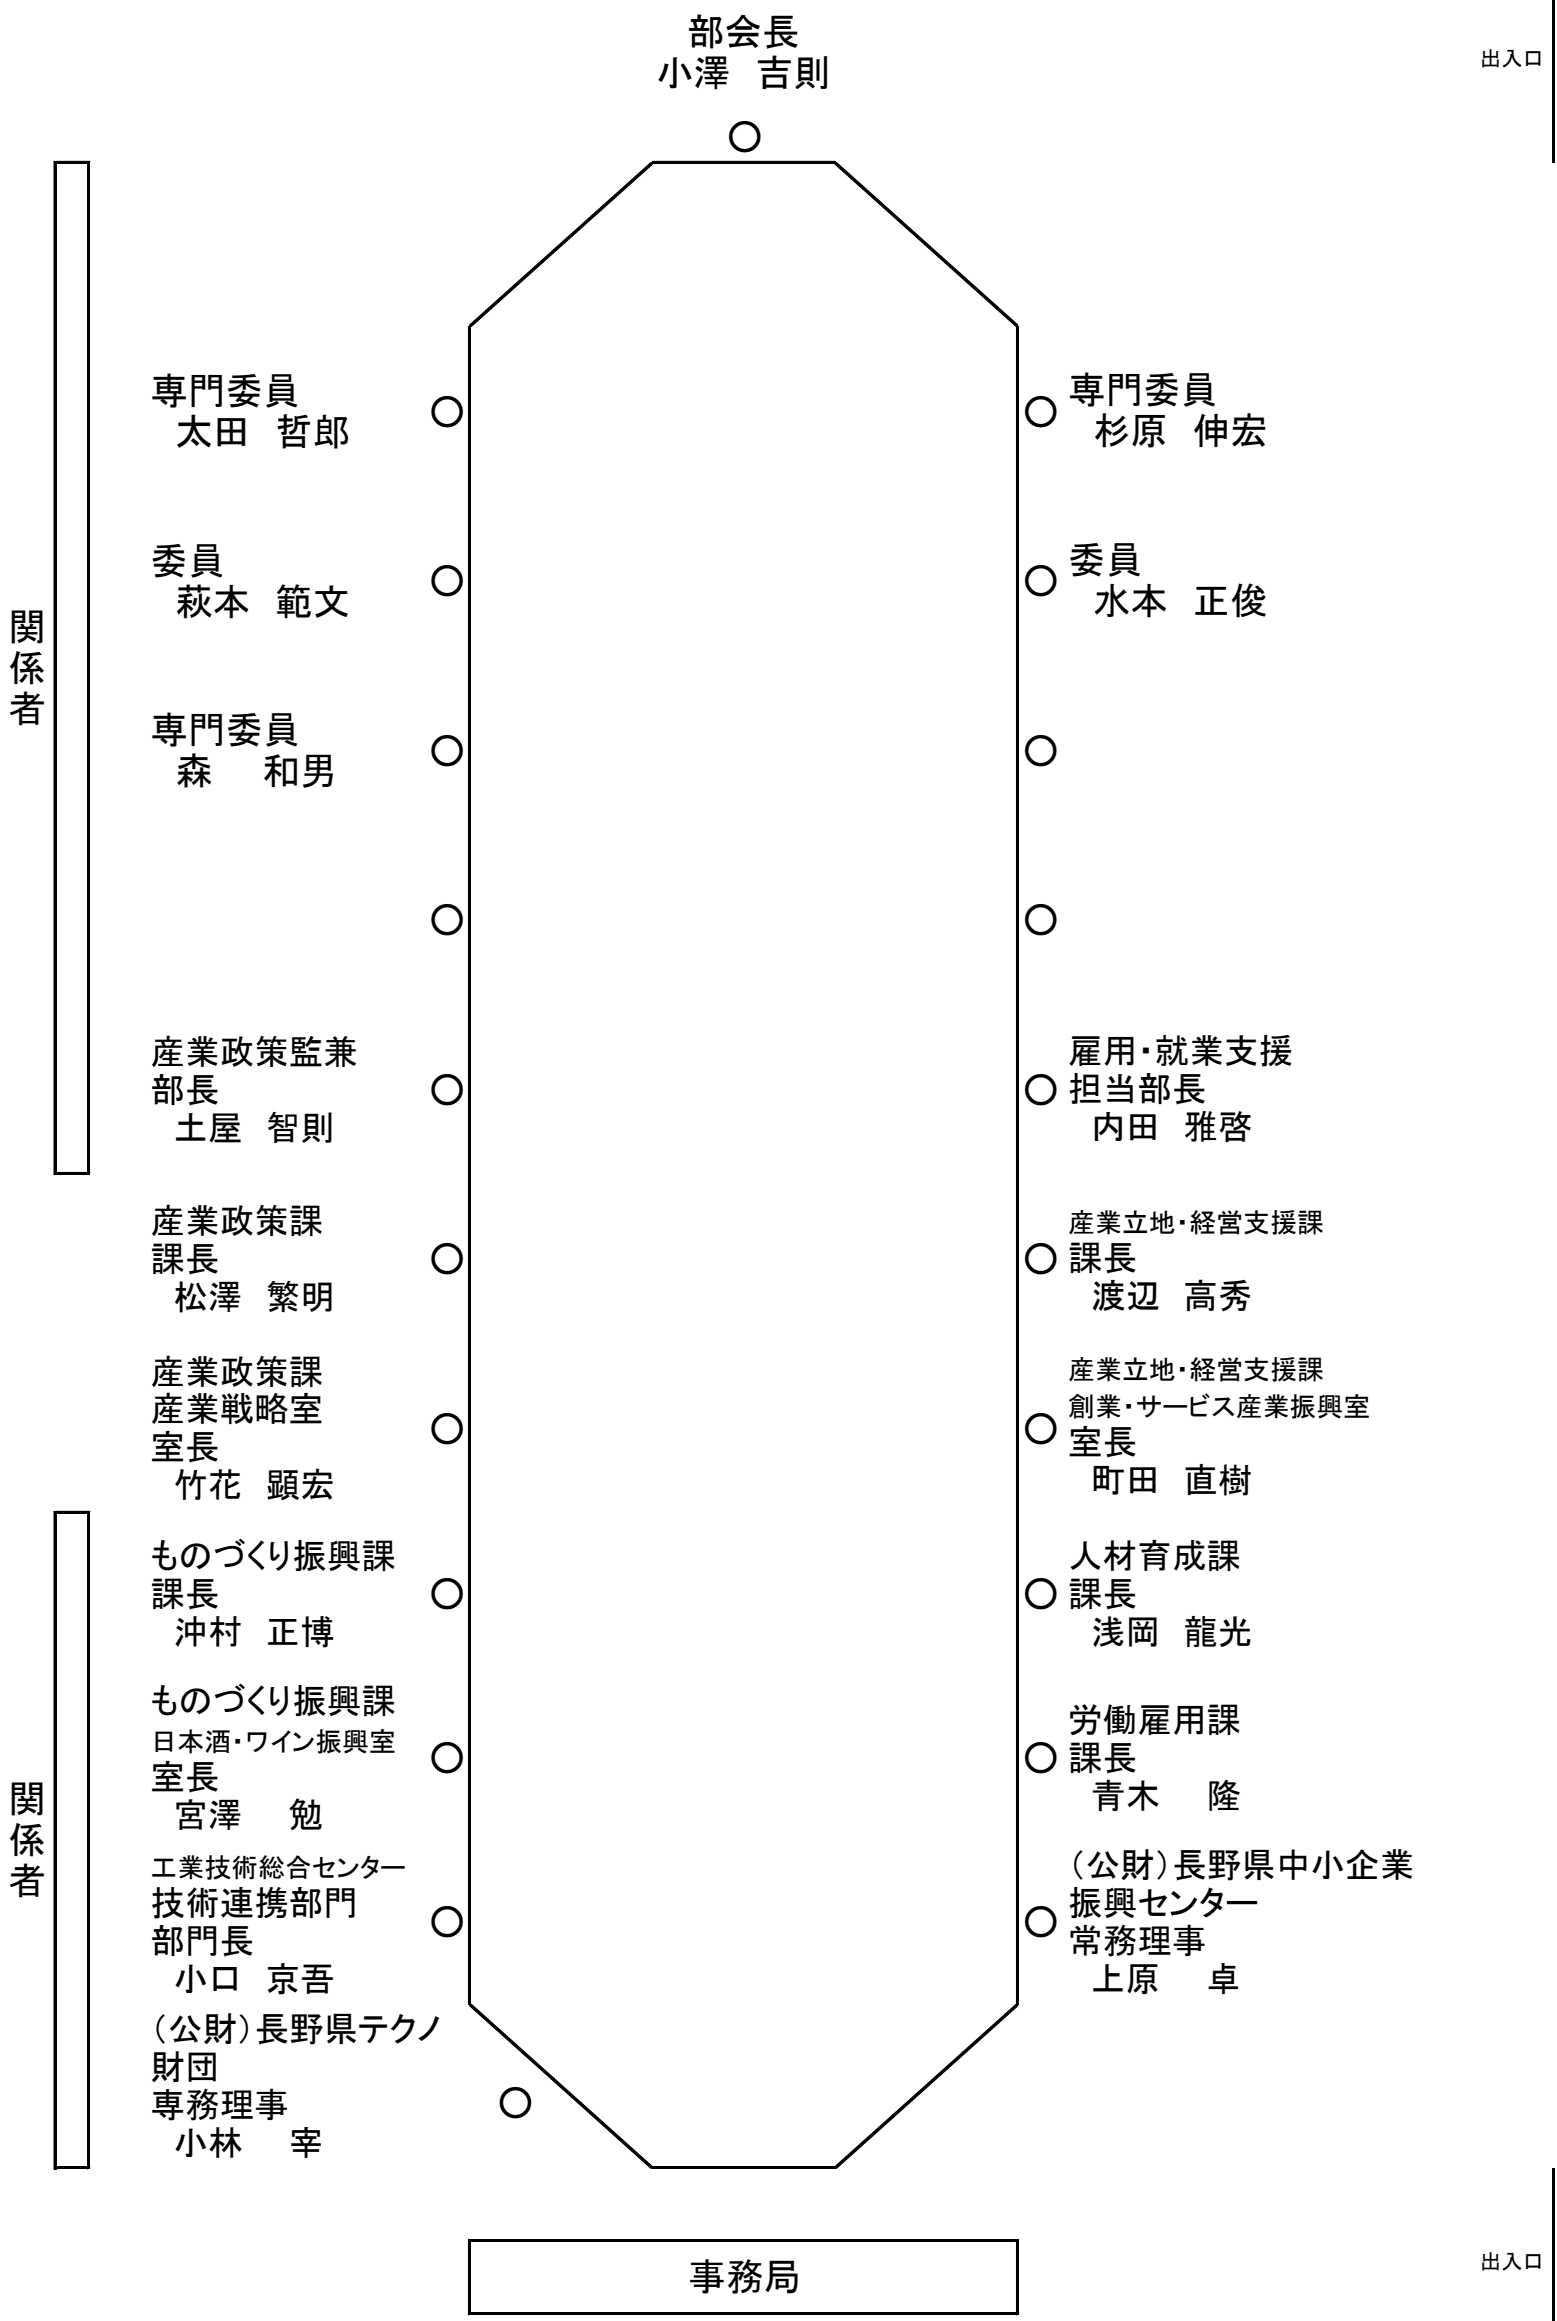 部会長
小澤　吉則
出入口
関係者
専門委員
太田　哲郎
委員
萩本　範文
専門委員
森　和男
産業政策監兼
部長
土屋　智則
産業政策課
課長
松澤　繁明
産業政策課
産業戦略室
室長
竹花　顕宏
関係者
ものづくり振興課
課長
沖村　正博
ものづくり振興課
日本酒・ワイン振興室
室長
宮澤　勉
工業技術総合センター
技術連携部門
部門長
小口　京吾
（公財）長野県テクノ
財団
専務理事
小林　宰
専門委員
杉原　伸宏
委員
水本　正俊
雇用・就業支援
担当部長
内田　雅啓
産業立地・経営支援課
課長
渡辺　高秀
産業立地・経営支援課
創業・サービス産業振興室
室長
町田　直樹
人材育成課
課長
浅岡　龍光
労働雇用課
課長
青木　隆
（公財）長野県中小企業
振興センター
常務理事
上原　卓
事務局
出入口